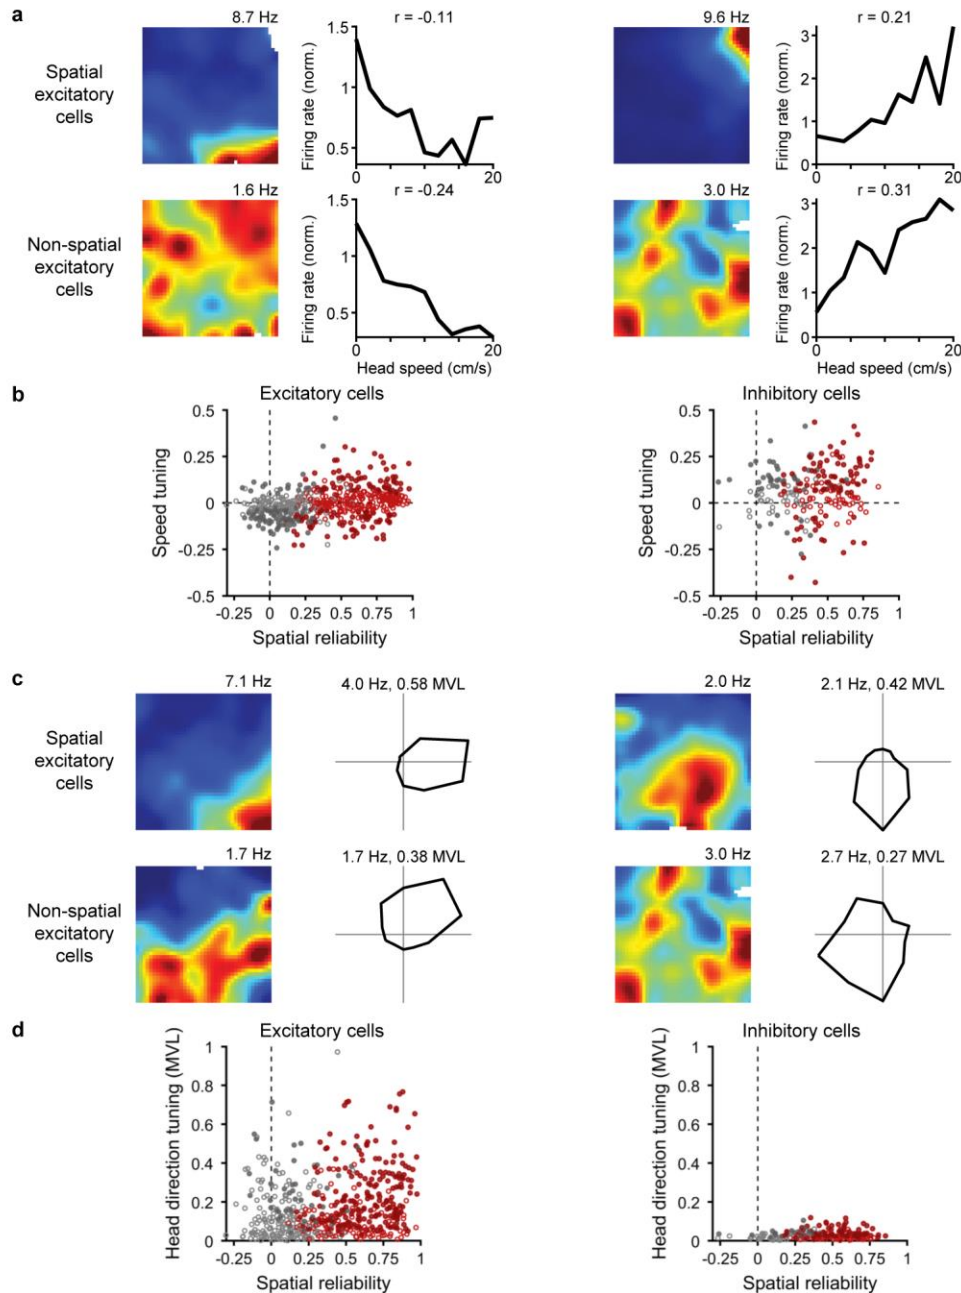 a
8.7 Hz
r = -0.11
9.6 Hz
r = 0.21
Spatial
excitatory
cells
Firing rate (norm.)
1.5
1
0.5
0
20
Firing rate (norm.)
3
2
1
0
0
20
1.6 Hz
r = -0.24
3.0 Hz
r = 0.31
Non-spatial
excitatory
cells
Firing rate (norm.)
1.5
1
0.5
0
20
Head speed (cm/s)
Firing rate (norm.)
3
2
1
0
0
20
Head speed (cm/s)
b
Excitatory cells
Inhibitory cells
Speed tuning
0.5
0.25
0
-0.25
-0.5
-0.25 0 0.25 0.5 0.75 1
Spatial reliability
Speed tuning
0.5
0.25
0
-0.25
-0.5
-0.25 0 0.25 0.5 0.75 1
Spatial reliability
c
7.1 Hz
4.0 Hz, 0.58 MVL
2.0 Hz
2.1 Hz, 0.42 MVL
Spatial
excitatory
cells
1.7 Hz
1.7 Hz, 0.38 MVL
3.0 Hz
2.7 Hz, 0.27 MVL
Non-spatial
excitatory
cells
d
Excitatory cells
Inhibitory cells
Head direction tuning (MVL)
1
0.8
0.6
0.4
0.2
0
-0.25 0 0.25 0.5 0.75 1
Spatial reliability
Head direction tuning (MVL)
1
0.8
0.6
0.4
0.2
0
-0.25 0 0.25 0.5 0.75 1
Spatial reliability